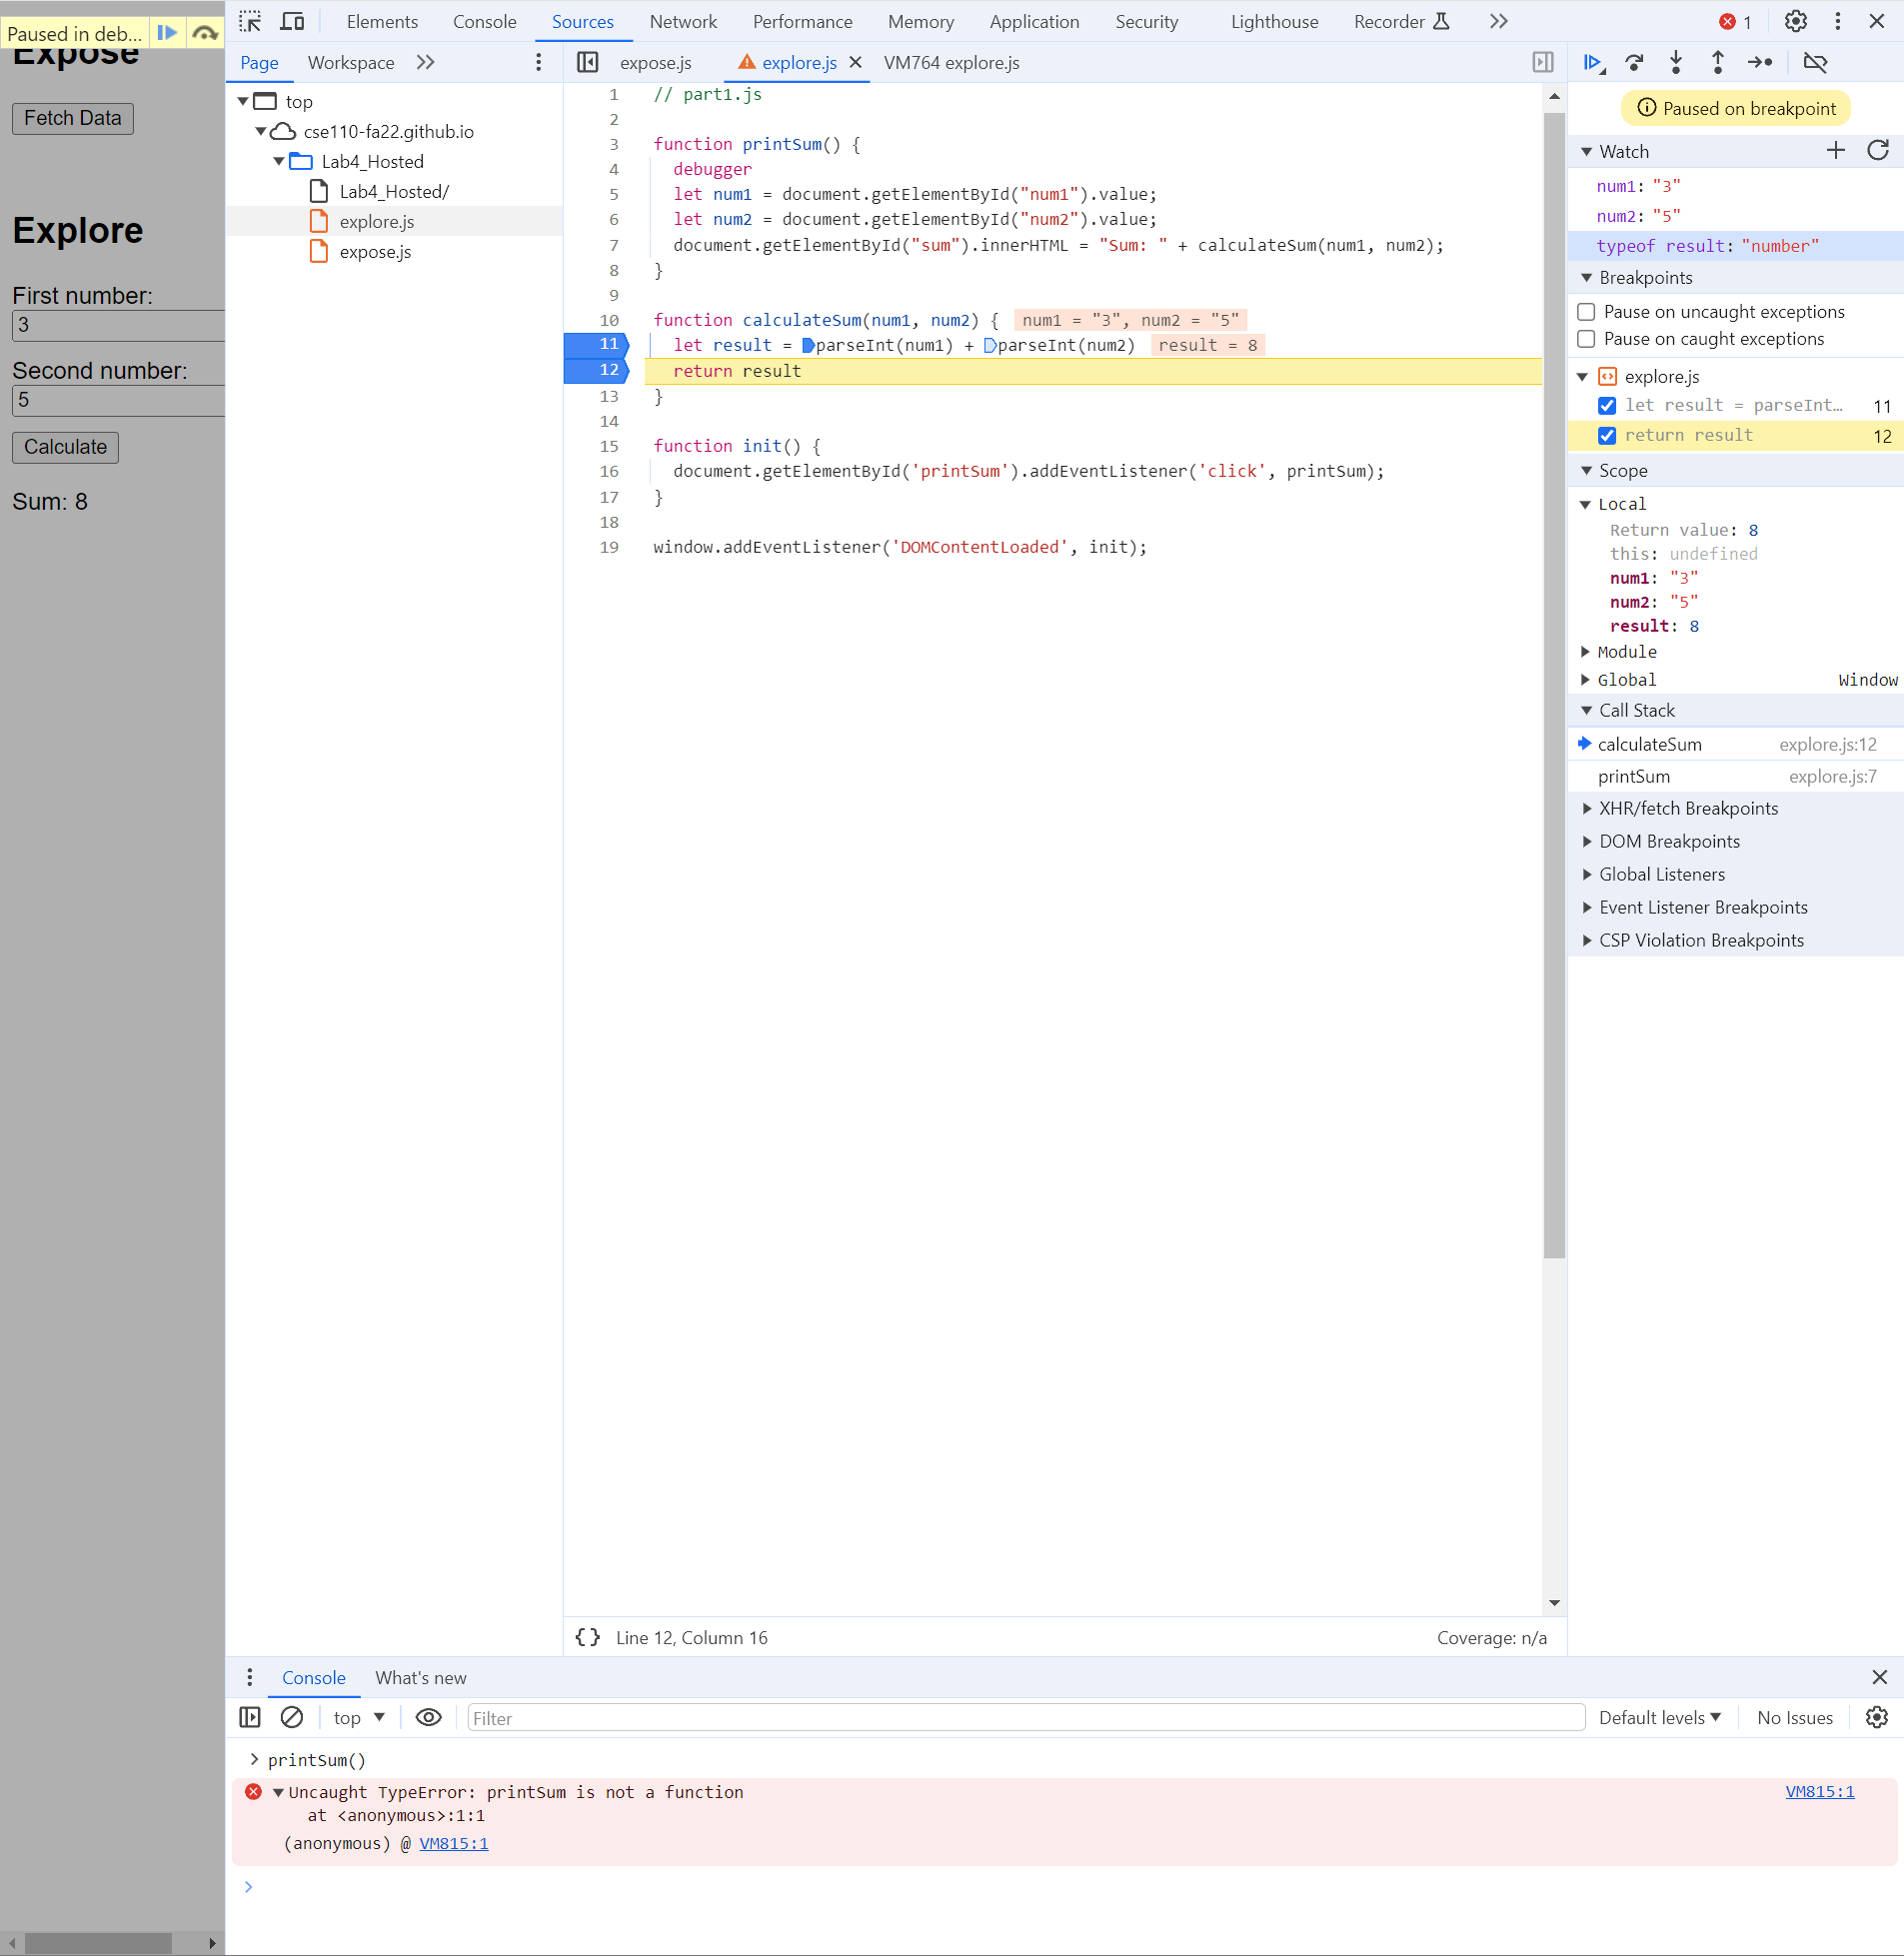 Paused in deb...
Expose
Fetch Data
Explore
First number:
3
Second number:
5
Calculate
Sum: 8
Elements Console Sources Network Performance Memory Application Security Lighthouse Recorder 1
Page Workspace
top
cse110-fa22.github.io
Lab4_Hosted
Lab4_Hosted/
explore.js
expose.js
expose.js explore.js VM764 explore.js
1 // part1.js
2
3 function printSum() {
4 debugger
5 let num1 = document.getElementById("num1").value;
6 let num2 = document.getElementById("num2").value;
7 document.getElementById("sum").innerHTML = "Sum: " + calculateSum(num1, num2);
8 }
9
10 function calculateSum(num1, num2) { num1 = "3", num2 = "5"
11 let result = parseInt(num1) + parseInt(num2) result = 8
12 return result
13 }
14
15 function init() {
16 document.getElementById('printSum').addEventListener('click', printSum);
17 }
18
19 window.addEventListener('DOMContentLoaded', init);
{} Line 12, Column 16 Coverage: n/a
Paused on breakpoint
Watch
num1: "3"
num2: "5"
typeof result: "number"
Breakpoints
Pause on uncaught exceptions
Pause on caught exceptions
explore.js
let result = parseInt… 11
return result 12
Scope
Local
Return value: 8
this: undefined
num1: "3"
num2: "5"
result: 8
Module
Global Window
Call Stack
calculateSum explore.js:12
printSum explore.js:7
XHR/fetch Breakpoints
DOM Breakpoints
Global Listeners
Event Listener Breakpoints
CSP Violation Breakpoints
Console What's new
top Filter Default levels No Issues
> printSum()
Uncaught TypeError: printSum is not a function VM815:1
at <anonymous>:1:1
(anonymous) @ VM815:1
>